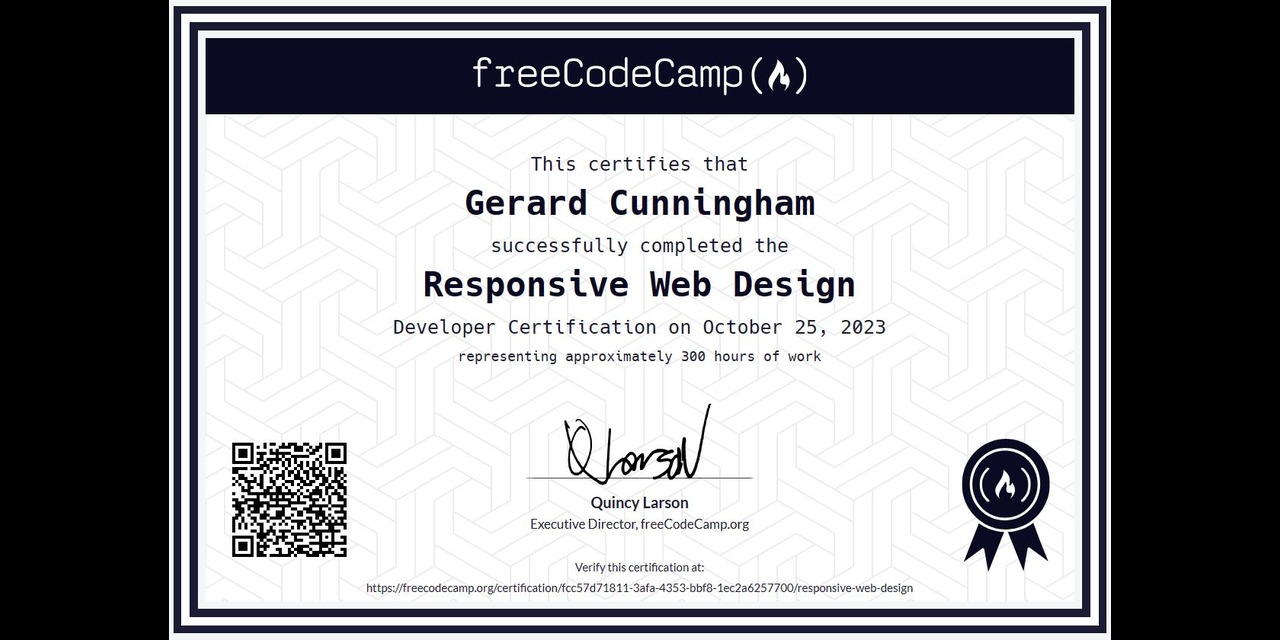 freeCodeCamp
This certifies that
Gerard Cunningham
successfully completed the
Responsive Web Design
Developer Certification on October 25, 2023
representing approximately 300 hours of work
Quincy Larson
Executive Director, freeCodeCamp.org
Verify this certification at:
https://freecodecamp.org/certification/fcc57d71811-3afa-4353-bbf8-1ec2a6257700/responsive-web-design